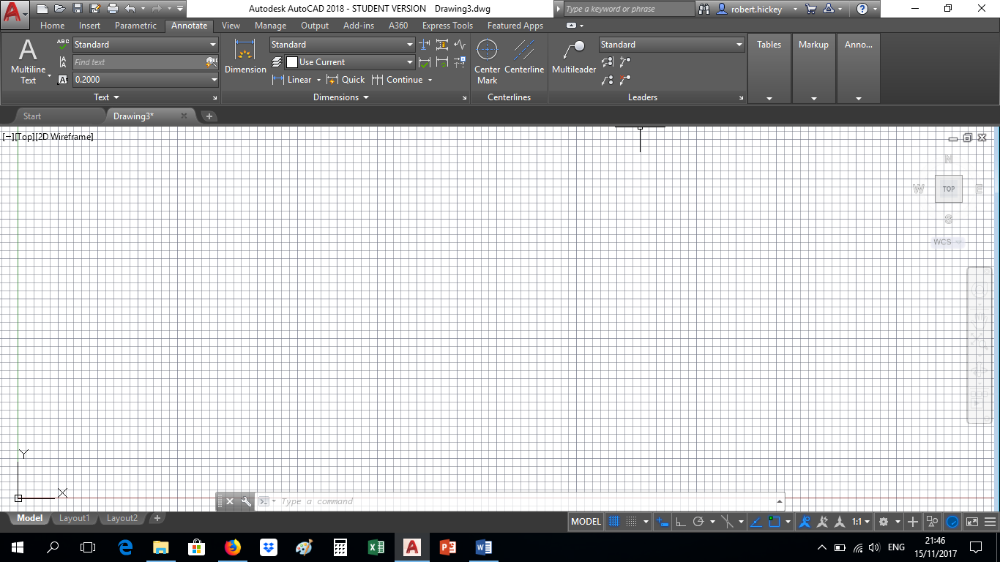 Autodesk AutoCAD 2018 - STUDENT VERSION Drawing3.dwg
Type a keyword or phrase
robert.hickey
Home Insert Parametric Annotate View Manage Output Add-ins A360 Express Tools Featured Apps
Multiline Text
ABC
Standard
Find text
0.2000
Text
Dimension
Standard
Use Current
Linear Quick Continue
Dimensions
Center Mark
Centerline
Centerlines
Multileader
Standard
Leaders
Tables
Markup
Anno...
Start Drawing3*
[−][Top][2D Wireframe]
N
W TOP E
S
WCS
Y
X
Type a command
Model Layout1 Layout2
MODEL
1:1
ENG
21:46
15/11/2017